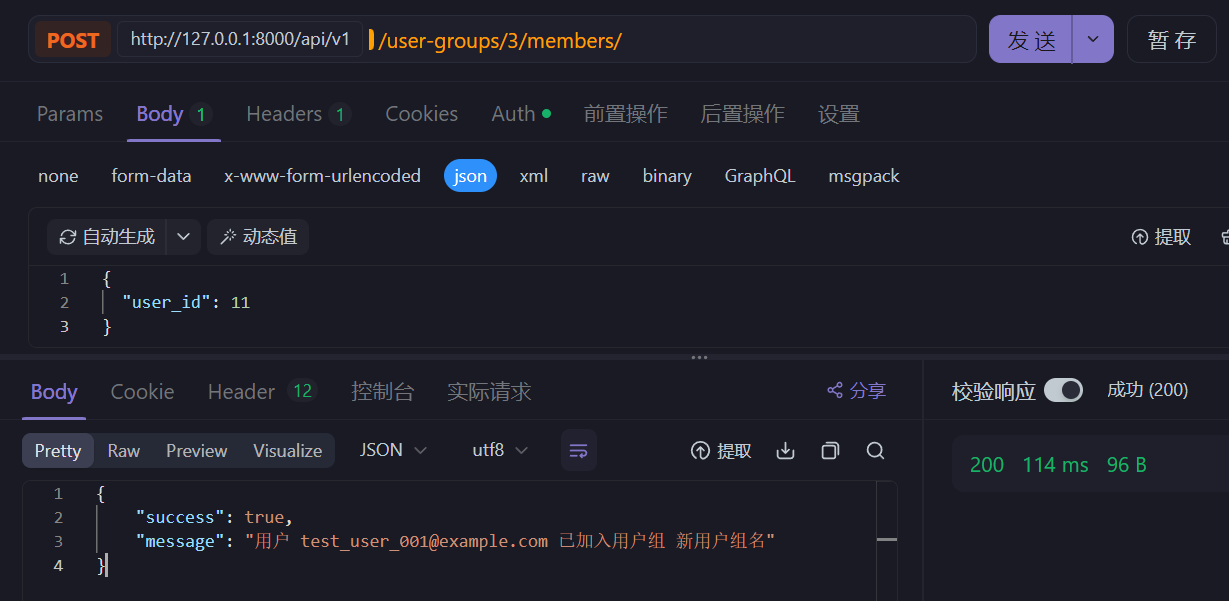 POST http://127.0.0.1:8000/api/v1 /user-groups/3/members/ 发 送 暂 存
Params Body 1 Headers 1 Cookies Auth 前置操作 后置操作 设置
none form-data x-www-form-urlencoded json xml raw binary GraphQL msgpack
自动生成 动态值 提取
1 {
2 "user_id": 11
3 }
Body Cookie Header 12 控制台 实际请求 分享 校验响应 成功 (200)
Pretty Raw Preview Visualize JSON utf8 提取 200 114 ms 96 B
1 {
2 "success": true,
3 "message": "用户 test_user_001@example.com 已加入用户组 新用户组名"
4 }